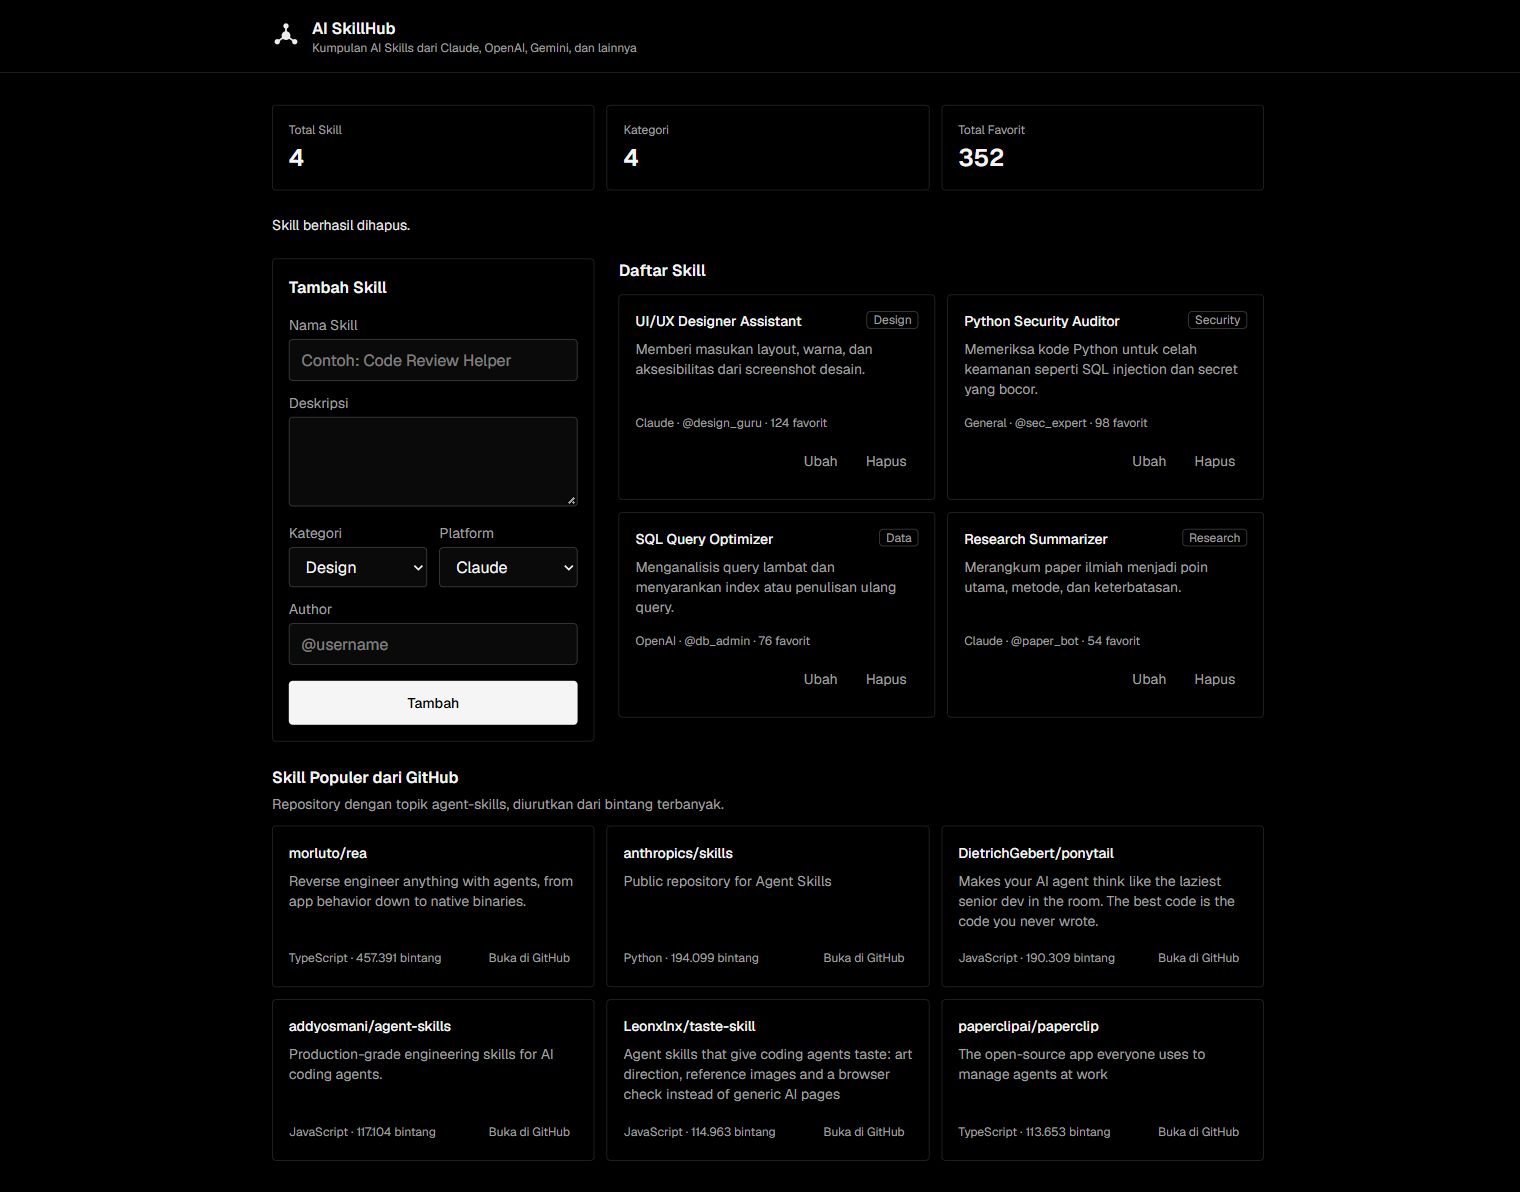 AI SkillHub
Kumpulan AI Skills dari Claude, OpenAI, Gemini, dan lainnya
Total Skill
4
Kategori
4
Total Favorit
352
Skill berhasil dihapus.
Tambah Skill
Nama Skill
Contoh: Code Review Helper
Deskripsi
Kategori
Platform
Design
Claude
Author
@username
Tambah
Daftar Skill
UI/UX Designer Assistant
Design
Memberi masukan layout, warna, dan
aksesibilitas dari screenshot desain.
Claude · @design_guru · 124 favorit
Ubah
Hapus
Python Security Auditor
Security
Memeriksa kode Python untuk celah
keamanan seperti SQL injection dan secret
yang bocor.
General · @sec_expert · 98 favorit
Ubah
Hapus
SQL Query Optimizer
Data
Menganalisis query lambat dan
menyarankan index atau penulisan ulang
query.
OpenAI · @db_admin · 76 favorit
Ubah
Hapus
Research Summarizer
Research
Merangkum paper ilmiah menjadi poin
utama, metode, dan keterbatasan.
Claude · @paper_bot · 54 favorit
Ubah
Hapus
Skill Populer dari GitHub
Repository dengan topik agent-skills, diurutkan dari bintang terbanyak.
morluto/rea
Reverse engineer anything with agents, from
app behavior down to native binaries.
TypeScript · 457.391 bintang
Buka di GitHub
anthropics/skills
Public repository for Agent Skills
Python · 194.099 bintang
Buka di GitHub
DietrichGebert/ponytail
Makes your AI agent think like the laziest
senior dev in the room. The best code is the
code you never wrote.
JavaScript · 190.309 bintang
Buka di GitHub
addyosmani/agent-skills
Production-grade engineering skills for AI
coding agents.
JavaScript · 117.104 bintang
Buka di GitHub
Leonxlnx/taste-skill
Agent skills that give coding agents taste: art
direction, reference images and a browser
check instead of generic AI pages
JavaScript · 114.963 bintang
Buka di GitHub
paperclipai/paperclip
The open-source app everyone uses to
manage agents at work
TypeScript · 113.653 bintang
Buka di GitHub